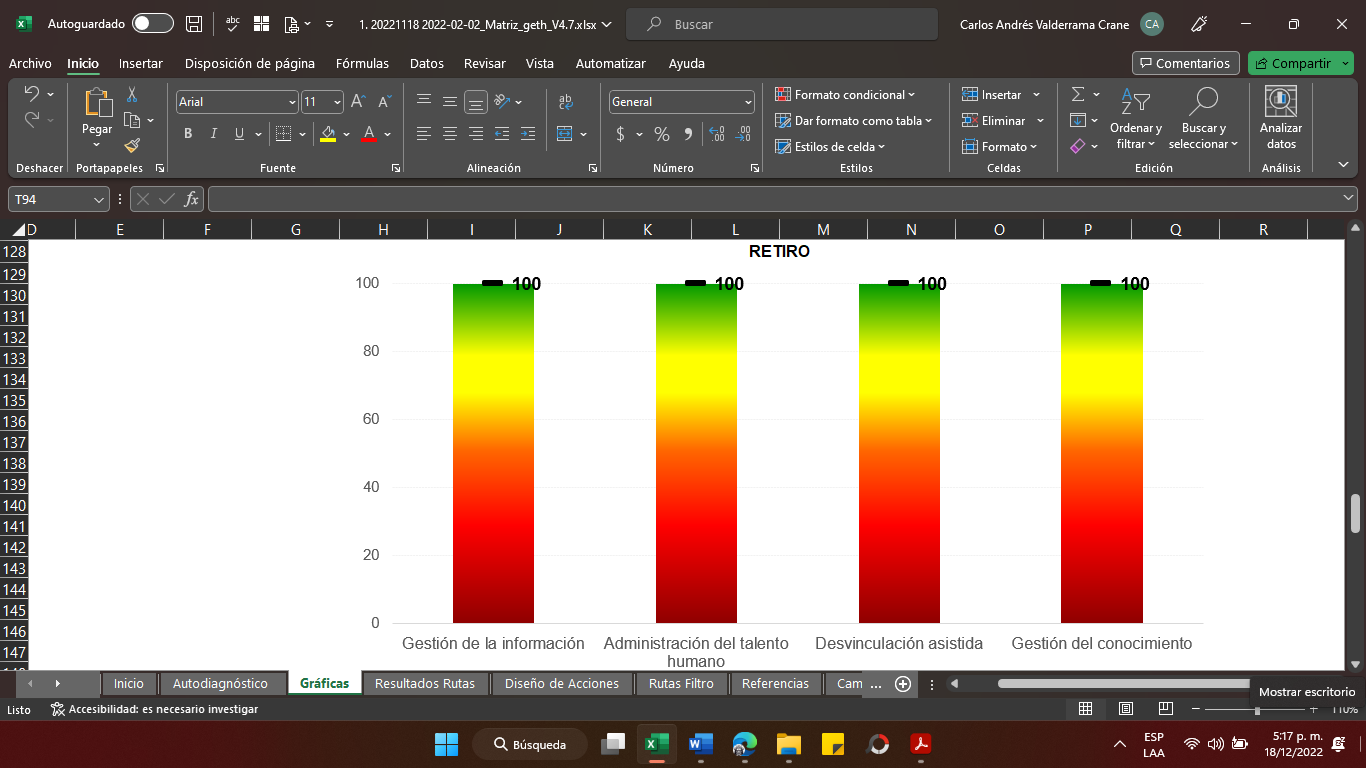 Autoguardado
1. 20221118 2022-02-02_Matriz_geth_V4.7.xlsx
Buscar
Carlos Andrés Valderrama Crane
CA
Archivo Inicio Insertar Disposición de página Fórmulas Datos Revisar Vista Automatizar Ayuda
Comentarios
Compartir
Pegar
Arial
11
General
Formato condicional
Dar formato como tabla
Estilos de celda
Insertar
Eliminar
Formato
Ordenar y filtrar
Buscar y seleccionar
Analizar datos
Deshacer Portapapeles Fuente Alineación Número Estilos Celdas Edición Análisis
T94
fx
D E F G H I J K L M N O P Q R
128
129
130
131
132
133
134
135
136
137
138
139
140
141
142
143
144
145
146
147
RETIRO
100
80
60
40
20
0
100 100 100 100
Gestión de la información
Administración del talento humano
Desvinculación asistida
Gestión del conocimiento
Inicio Autodiagnóstico Gráficas Resultados Rutas Diseño de Acciones Rutas Filtro Referencias Cam ...
Mostrar escritorio
Listo
Accesibilidad: es necesario investigar
110%
Búsqueda
ESP
LAA
5:17 p. m.
18/12/2022